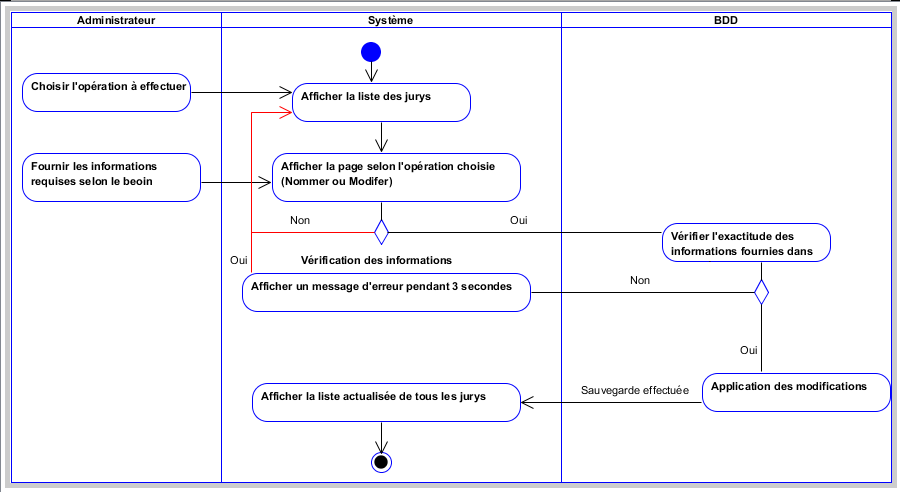 Administrateur
Système
BDD
Choisir l'opération à effectuer
Afficher la liste des jurys
Fournir les informations
requises selon le beoin
Afficher la page selon l'opération choisie
(Nommer ou Modifer)
Non
Oui
Vérifier l'exactitude des
informations fournies dans
Oui
Vérification des informations
Afficher un message d'erreur pendant 3 secondes
Non
Oui
Application des modifications
Sauvegarde effectuée
Afficher la liste actualisée de tous les jurys